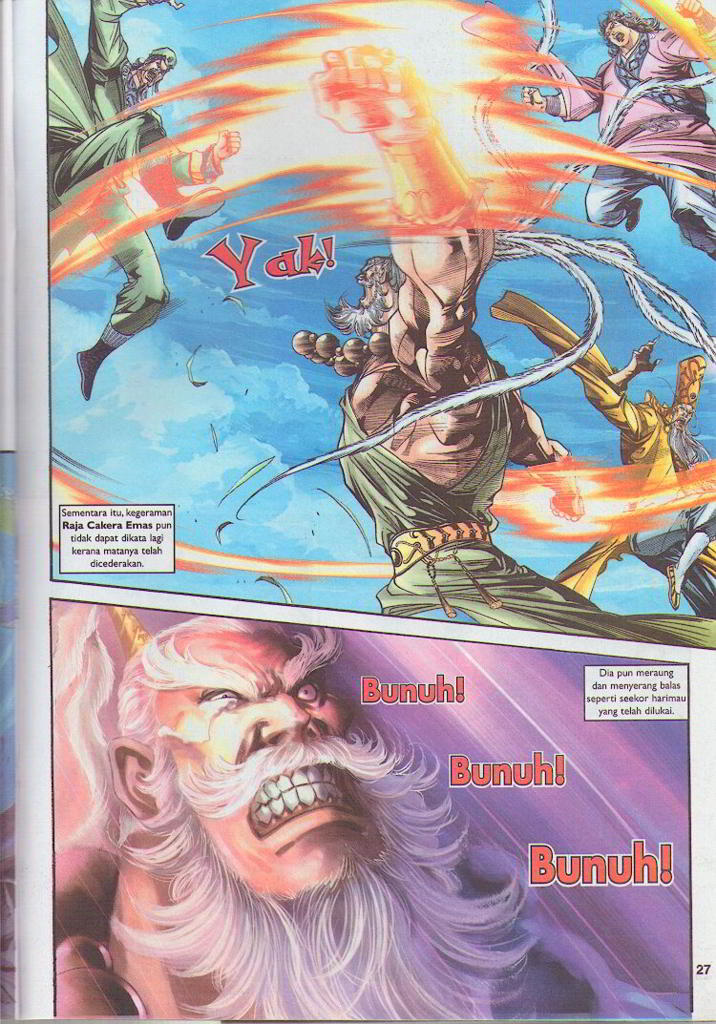 Yak!
Sementara itu, kegeraman
Raja Cakera Emas pun
tidak dapat dikata lagi
kerana matanya telah
dicederakan.
Dia pun meraung
dan menyerang balas
seperti seekor harimau
yang telah dilukai.
Bunuh!
Bunuh!
Bunuh!
27